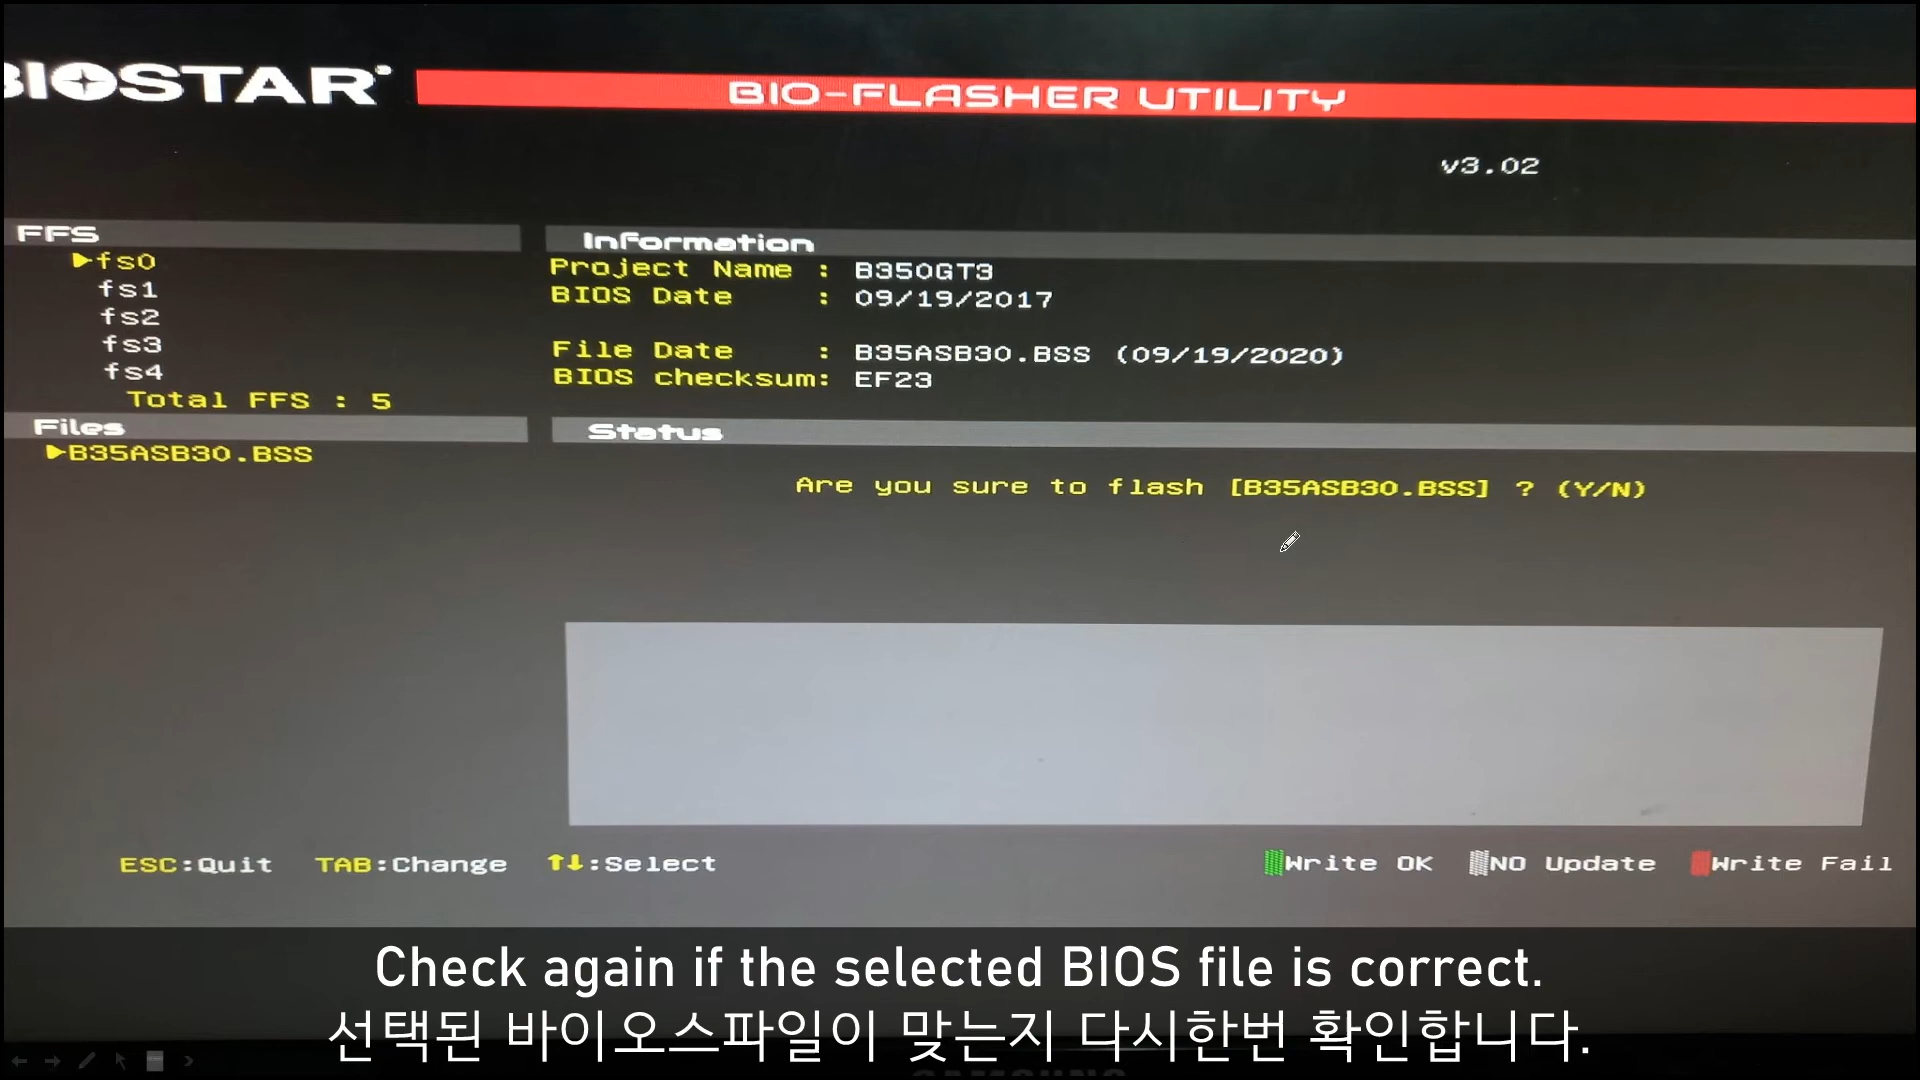 BIOSTAR
BIO-FLASHER UTILITY
v3.02
FFS
fs0
fs1
fs2
fs3
fs4
Total FFS : 5
Information
Project Name : B350GT3
BIOS Date : 09/19/2017
File Date : B35ASB30.BSS (09/19/2020)
BIOS checksum: EF23
Files
B35ASB30.BSS
Status
Are you sure to flash [B35ASB30.BSS] ? (Y/N)
ESC:Quit TAB:Change ↑↓:Select
Write OK NO Update Write Fail
Check again if the selected BIOS file is correct.
선택된 바이오스파일이 맞는지 다시한번 확인합니다.